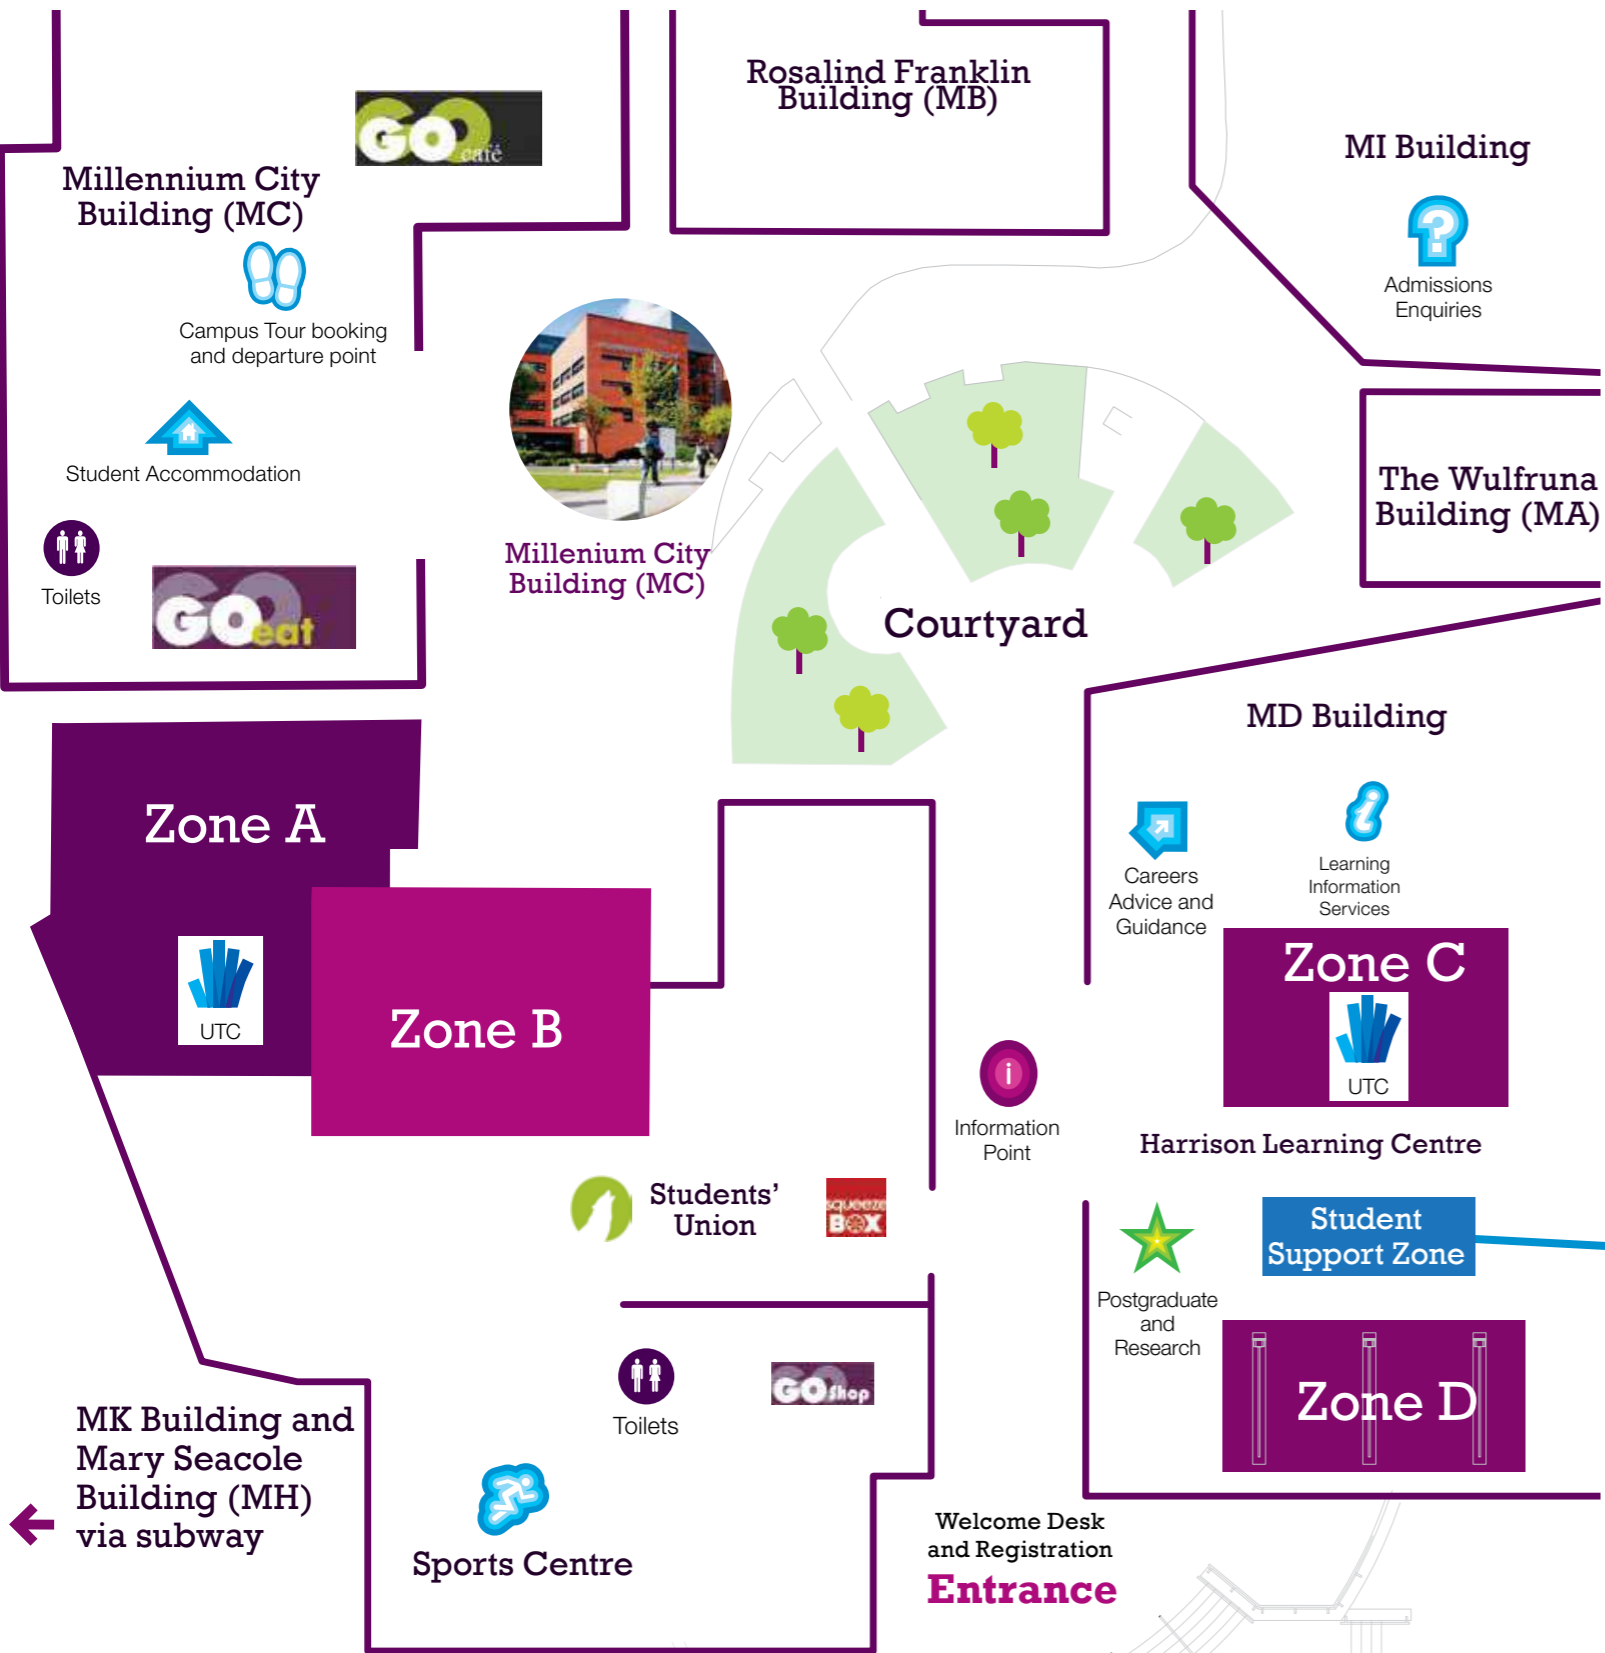 Rosalind Franklin
Building (MB)
GO café
MI Building
Millennium City
Building (MC)
Admissions
Enquiries
Campus Tour booking
and departure point
Student Accommodation
The Wulfruna
Building (MA)
Millenium City
Building (MC)
Toilets
GO eat
Courtyard
MD Building
Zone A
Careers
Advice and
Guidance
Learning
Information
Services
Zone C
UTC
Zone B
UTC
Information
Point
Harrison Learning Centre
Students'
Union
squeeze
BOX
Student
Support Zone
Postgraduate
and
Research
Toilets
GO Shop
Zone D
MK Building and
Mary Seacole
Building (MH)
via subway
Sports Centre
Welcome Desk
and Registration
Entrance